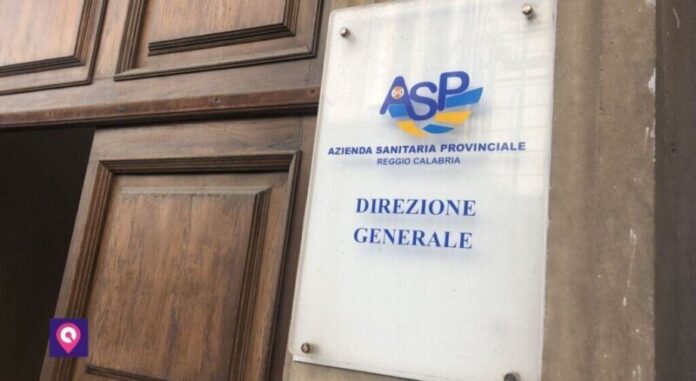 ASP
AZIENDA SANITARIA PROVINCIALE
REGGIO CALABRIA
DIREZIONE
GENERALE